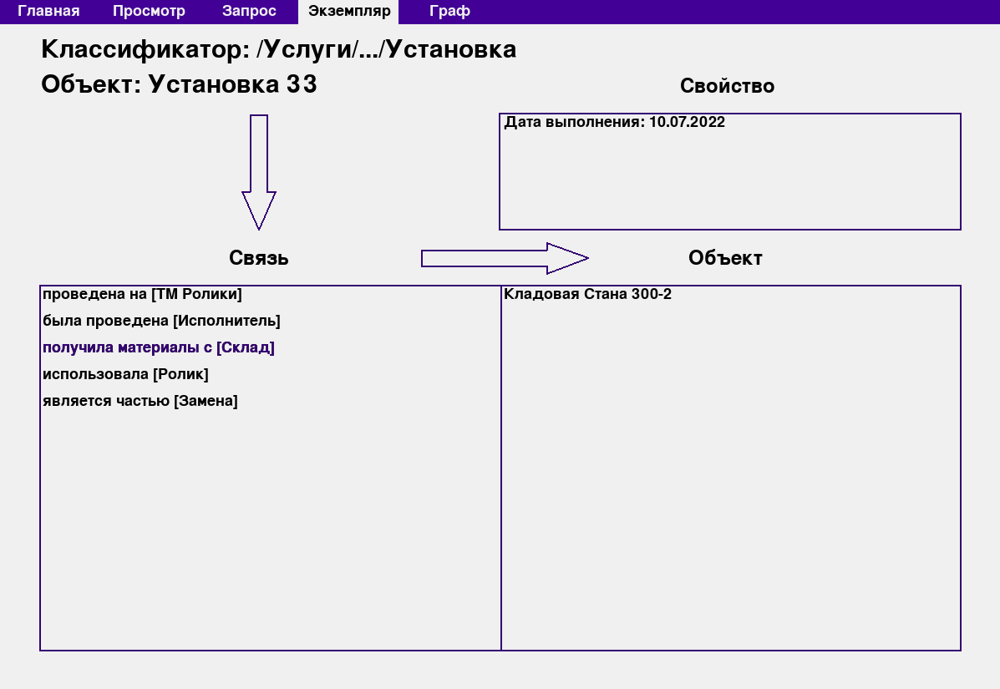 Главная Просмотр Запрос Экземпляр Граф
Классификатор: /Услуги/.../Установка
Объект: Установка 33
Свойство
Дата выполнения: 10.07.2022
Связь
Объект
проведена на [ТМ Ролики]
Кладовая Стана 300-2
была проведена [Исполнитель]
получила материалы с [Склад]
использовала [Ролик]
является частью [Замена]